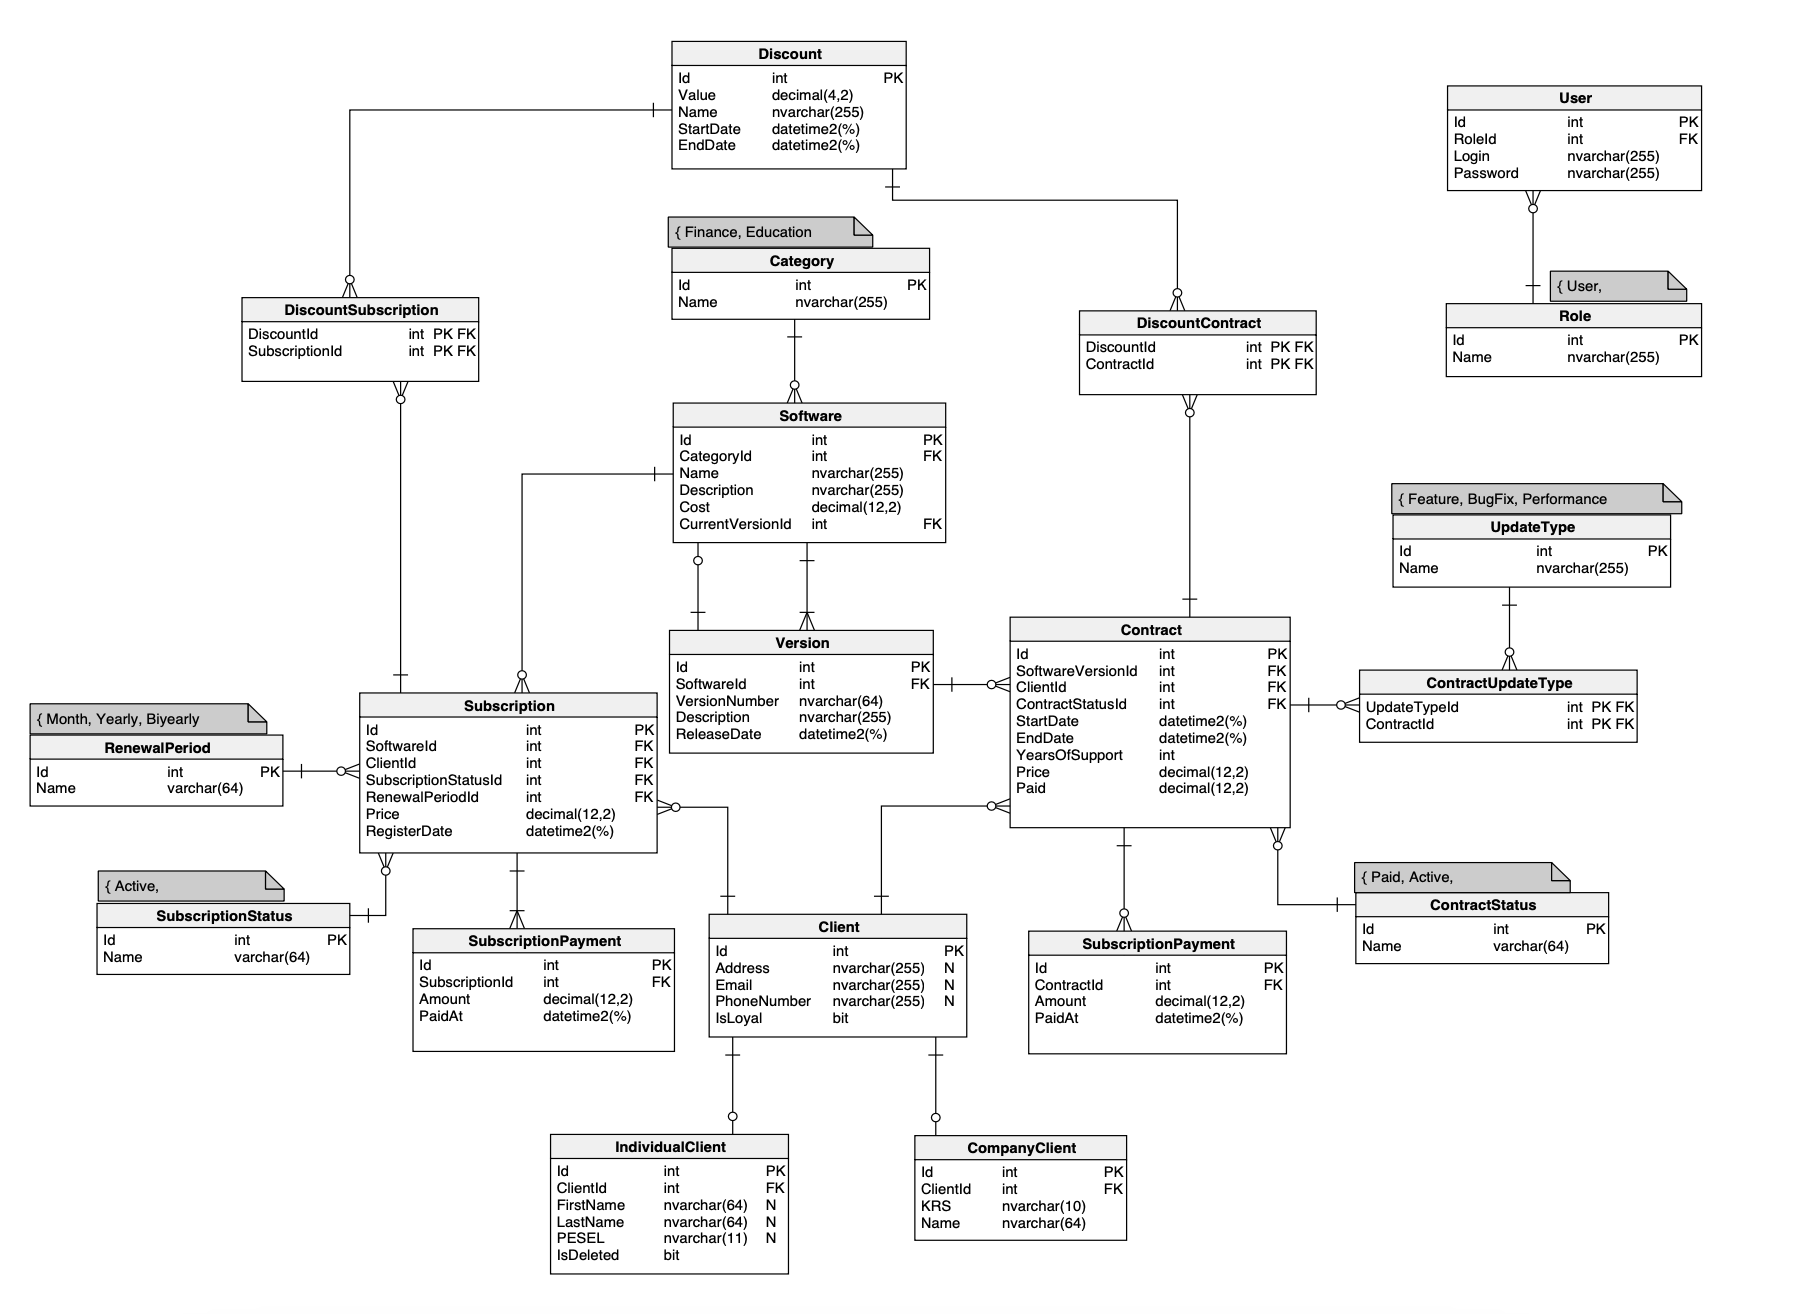 Discount
Id int PK
Value decimal(4,2)
Name nvarchar(255)
StartDate datetime2(%)
EndDate datetime2(%)
User
Id int PK
RoleId int FK
Login nvarchar(255)
Password nvarchar(255)
{ Finance, Education
Category
Id int PK
Name nvarchar(255)
{ User,
Role
Id int PK
Name nvarchar(255)
DiscountSubscription
DiscountId int PK FK
SubscriptionId int PK FK
DiscountContract
DiscountId int PK FK
ContractId int PK FK
Software
Id int PK
CategoryId int FK
Name nvarchar(255)
Description nvarchar(255)
Cost decimal(12,2)
CurrentVersionId int FK
{ Feature, BugFix, Performance
UpdateType
Id int PK
Name nvarchar(255)
Version
Id int PK
SoftwareId int FK
VersionNumber nvarchar(64)
Description nvarchar(255)
ReleaseDate datetime2(%)
Contract
Id int PK
SoftwareVersionId int FK
ClientId int FK
ContractStatusId int FK
StartDate datetime2(%)
EndDate datetime2(%)
YearsOfSupport int
Price decimal(12,2)
Paid decimal(12,2)
ContractUpdateType
UpdateTypeId int PK FK
ContractId int PK FK
{ Month, Yearly, Biyearly
RenewalPeriod
Id int PK
Name varchar(64)
Subscription
Id int PK
SoftwareId int FK
ClientId int FK
SubscriptionStatusId int FK
RenewalPeriodId int FK
Price decimal(12,2)
RegisterDate datetime2(%)
{ Active,
SubscriptionStatus
Id int PK
Name varchar(64)
SubscriptionPayment
Id int PK
SubscriptionId int FK
Amount decimal(12,2)
PaidAt datetime2(%)
Client
Id int PK
Address nvarchar(255) N
Email nvarchar(255) N
PhoneNumber nvarchar(255) N
IsLoyal bit
SubscriptionPayment
Id int PK
ContractId int FK
Amount decimal(12,2)
PaidAt datetime2(%)
{ Paid, Active,
ContractStatus
Id int PK
Name varchar(64)
IndividualClient
Id int PK
ClientId int FK
FirstName nvarchar(64) N
LastName nvarchar(64) N
PESEL nvarchar(11) N
IsDeleted bit
CompanyClient
Id int PK
ClientId int FK
KRS nvarchar(10)
Name nvarchar(64)